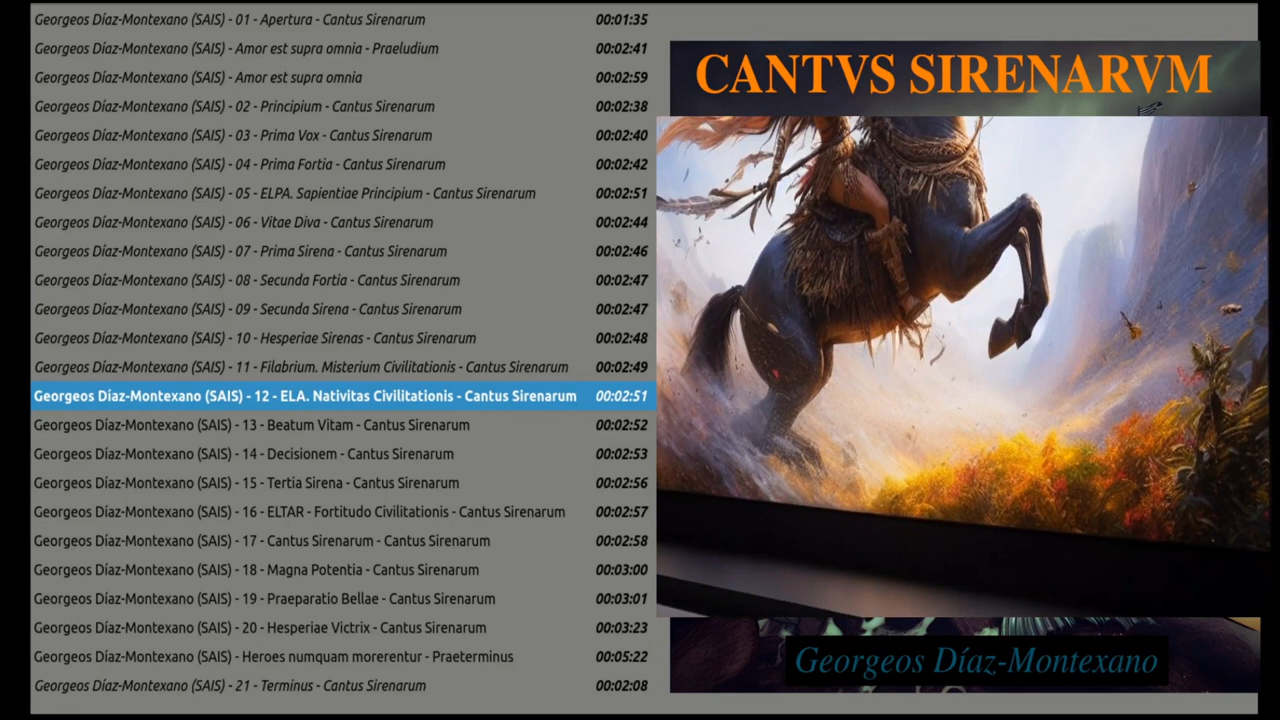 Georgeos Díaz-Montexano (SAIS) - 01 - Apertura - Cantus Sirenarum 00:01:35
Georgeos Díaz-Montexano (SAIS) - Amor est supra omnia - Praeludium 00:02:41
Georgeos Díaz-Montexano (SAIS) - Amor est supra omnia 00:02:59
Georgeos Díaz-Montexano (SAIS) - 02 - Principium - Cantus Sirenarum 00:02:38
Georgeos Díaz-Montexano (SAIS) - 03 - Prima Vox - Cantus Sirenarum 00:02:40
Georgeos Díaz-Montexano (SAIS) - 04 - Prima Fortia - Cantus Sirenarum 00:02:42
Georgeos Díaz-Montexano (SAIS) - 05 - ELPA. Sapientiae Principium - Cantus Sirenarum 00:02:51
Georgeos Díaz-Montexano (SAIS) - 06 - Vitae Diva - Cantus Sirenarum 00:02:44
Georgeos Díaz-Montexano (SAIS) - 07 - Prima Sirena - Cantus Sirenarum 00:02:46
Georgeos Díaz-Montexano (SAIS) - 08 - Secunda Fortia - Cantus Sirenarum 00:02:47
Georgeos Díaz-Montexano (SAIS) - 09 - Secunda Sirena - Cantus Sirenarum 00:02:47
Georgeos Díaz-Montexano (SAIS) - 10 - Hesperiae Sirenas - Cantus Sirenarum 00:02:48
Georgeos Díaz-Montexano (SAIS) - 11 - Filabrium. Misterium Civilitationis - Cantus Sirenarum 00:02:49
Georgeos Díaz-Montexano (SAIS) - 12 - ELA. Nativitas Civilitationis - Cantus Sirenarum 00:02:51
Georgeos Díaz-Montexano (SAIS) - 13 - Beatum Vitam - Cantus Sirenarum 00:02:52
Georgeos Díaz-Montexano (SAIS) - 14 - Decisionem - Cantus Sirenarum 00:02:53
Georgeos Díaz-Montexano (SAIS) - 15 - Tertia Sirena - Cantus Sirenarum 00:02:56
Georgeos Díaz-Montexano (SAIS) - 16 - ELTAR - Fortitudo Civilitationis - Cantus Sirenarum 00:02:57
Georgeos Díaz-Montexano (SAIS) - 17 - Cantus Sirenarum - Cantus Sirenarum 00:02:58
Georgeos Díaz-Montexano (SAIS) - 18 - Magna Potentia - Cantus Sirenarum 00:03:00
Georgeos Díaz-Montexano (SAIS) - 19 - Praeparatio Bellae - Cantus Sirenarum 00:03:01
Georgeos Díaz-Montexano (SAIS) - 20 - Hesperiae Victrix - Cantus Sirenarum 00:03:23
Georgeos Díaz-Montexano (SAIS) - Heroes numquam morerentur - Praeterminus 00:05:22
Georgeos Díaz-Montexano (SAIS) - 21 - Terminus - Cantus Sirenarum 00:02:08
CANTVS SIRENARVM
Georgeos Díaz-Montexano